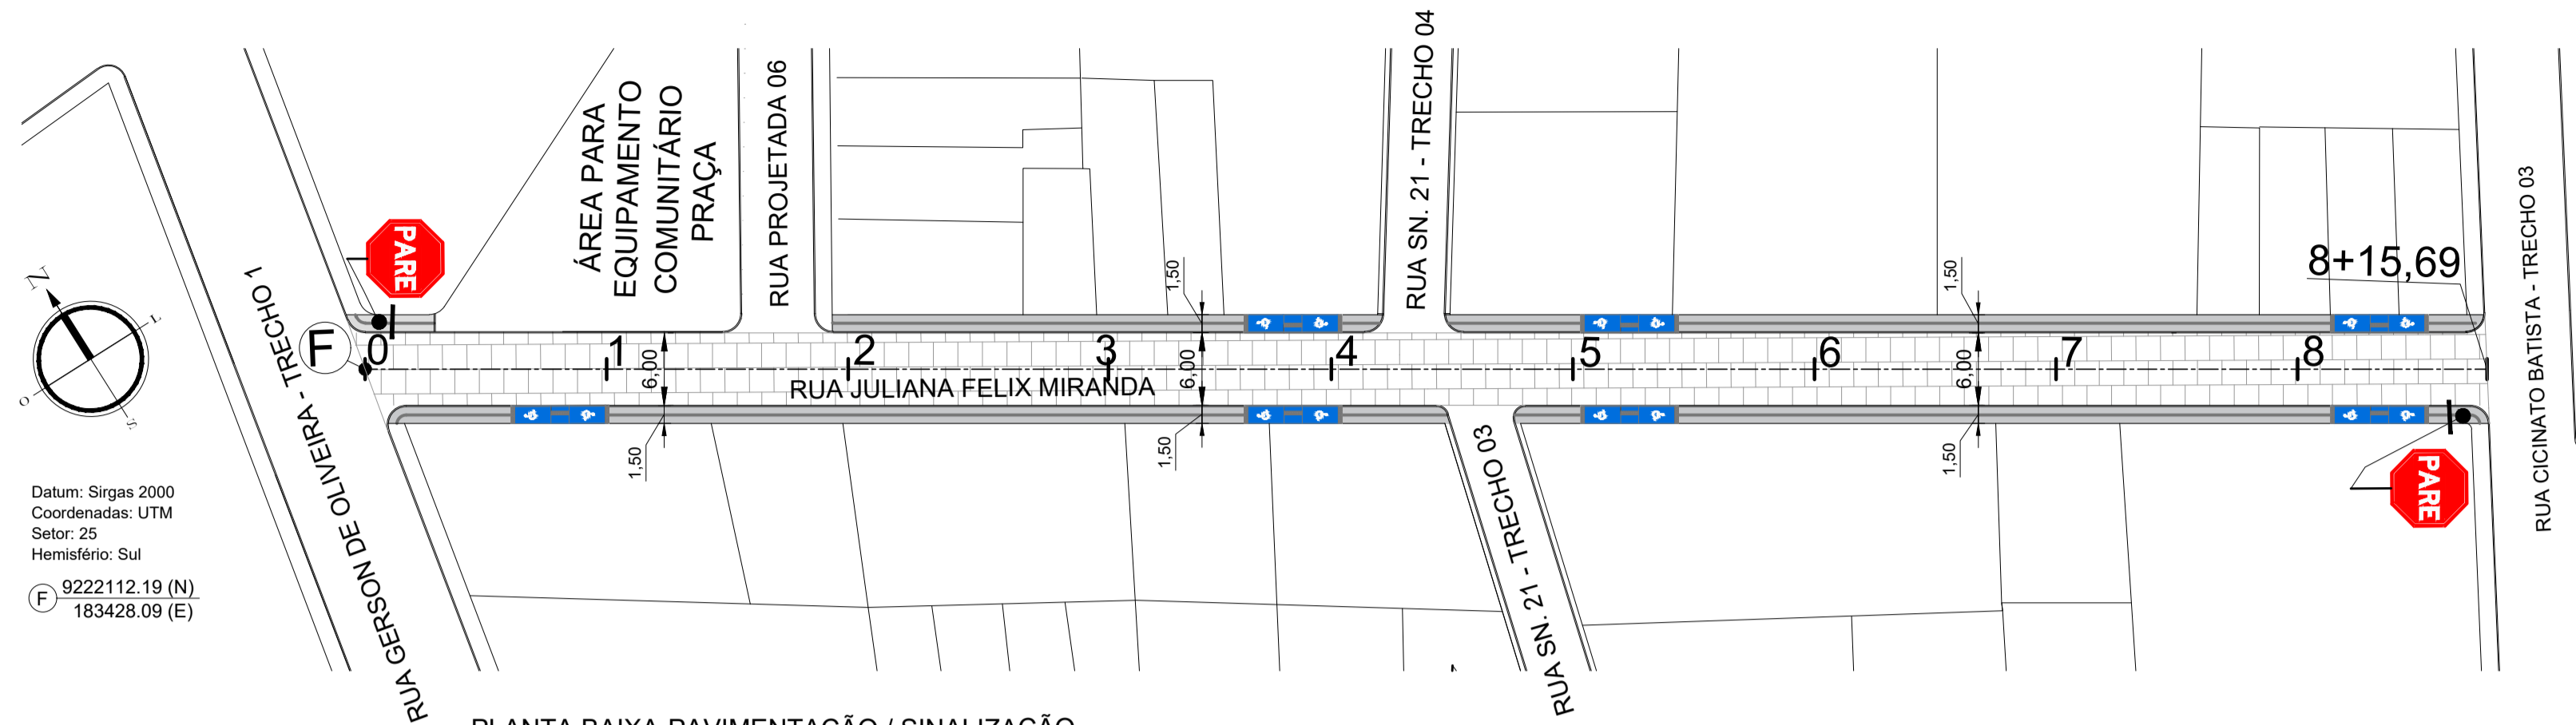 ÁREA PARA
EQUIPAMENTO
COMUNITÁRIO
PRAÇA
RUA PROJETADA 06
RUA SN. 21 - TRECHO 04
RUA CICINATO BATISTA - TRECHO 03
8+15,69
PARE
N
L
S
O
RUA GERSON DE OLIVEIRA - TRECHO 1
F
0
1
2
3
4
5
6
7
8
1,50
1,50
6,00
6,00
6,00
RUA JULIANA FELIX MIRANDA
1,50
1,50
1,50
RUA SN. 21 - TRECHO 03
PARE
Datum: Sirgas 2000
Coordenadas: UTM
Setor: 25
Hemisfério: Sul
F
9222112.19 (N)
183428.09 (E)
PLANTA BAIXA PAVIMENTAÇÃO / SINALIZAÇÃO